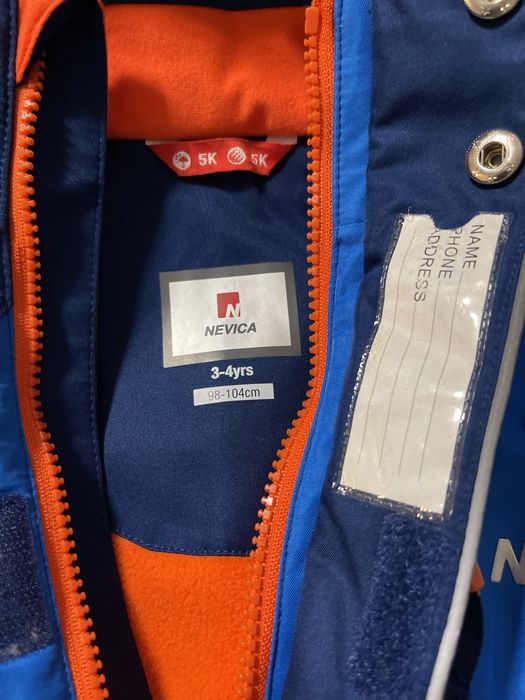 5K 5K
N
NEVICA
3-4yrs
98-104cm
NAME
PHONE
ADDRESS
N